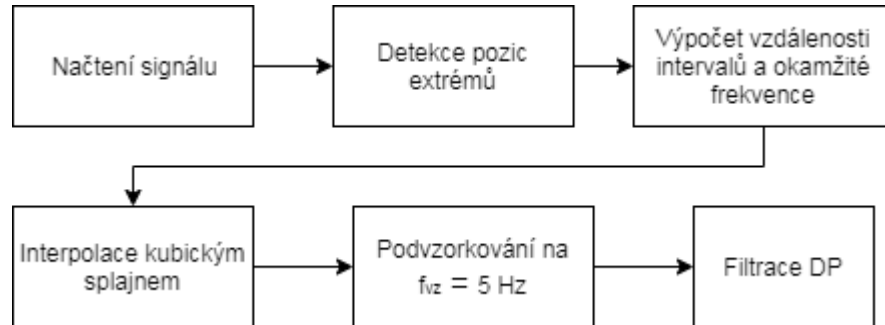 Načtení signálu
Detekce pozic
extrémů
Výpočet vzdálenosti
intervalů a okamžité
frekvence
Interpolace kubickým
splajnem
Podvzorkování na
fvz = 5 Hz
Filtrace DP